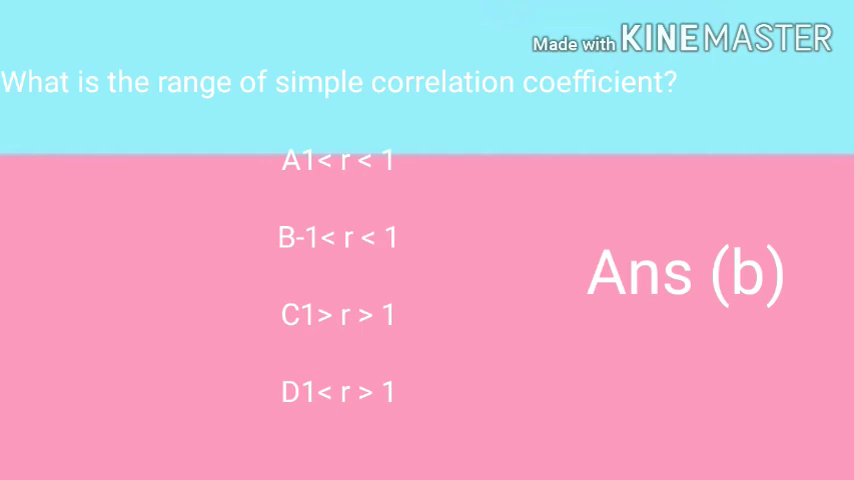 Made with KINEMASTER
What is the range of simple correlation coefficient?
A1< r < 1
B-1< r < 1
Ans (b)
C1> r > 1
D1< r > 1